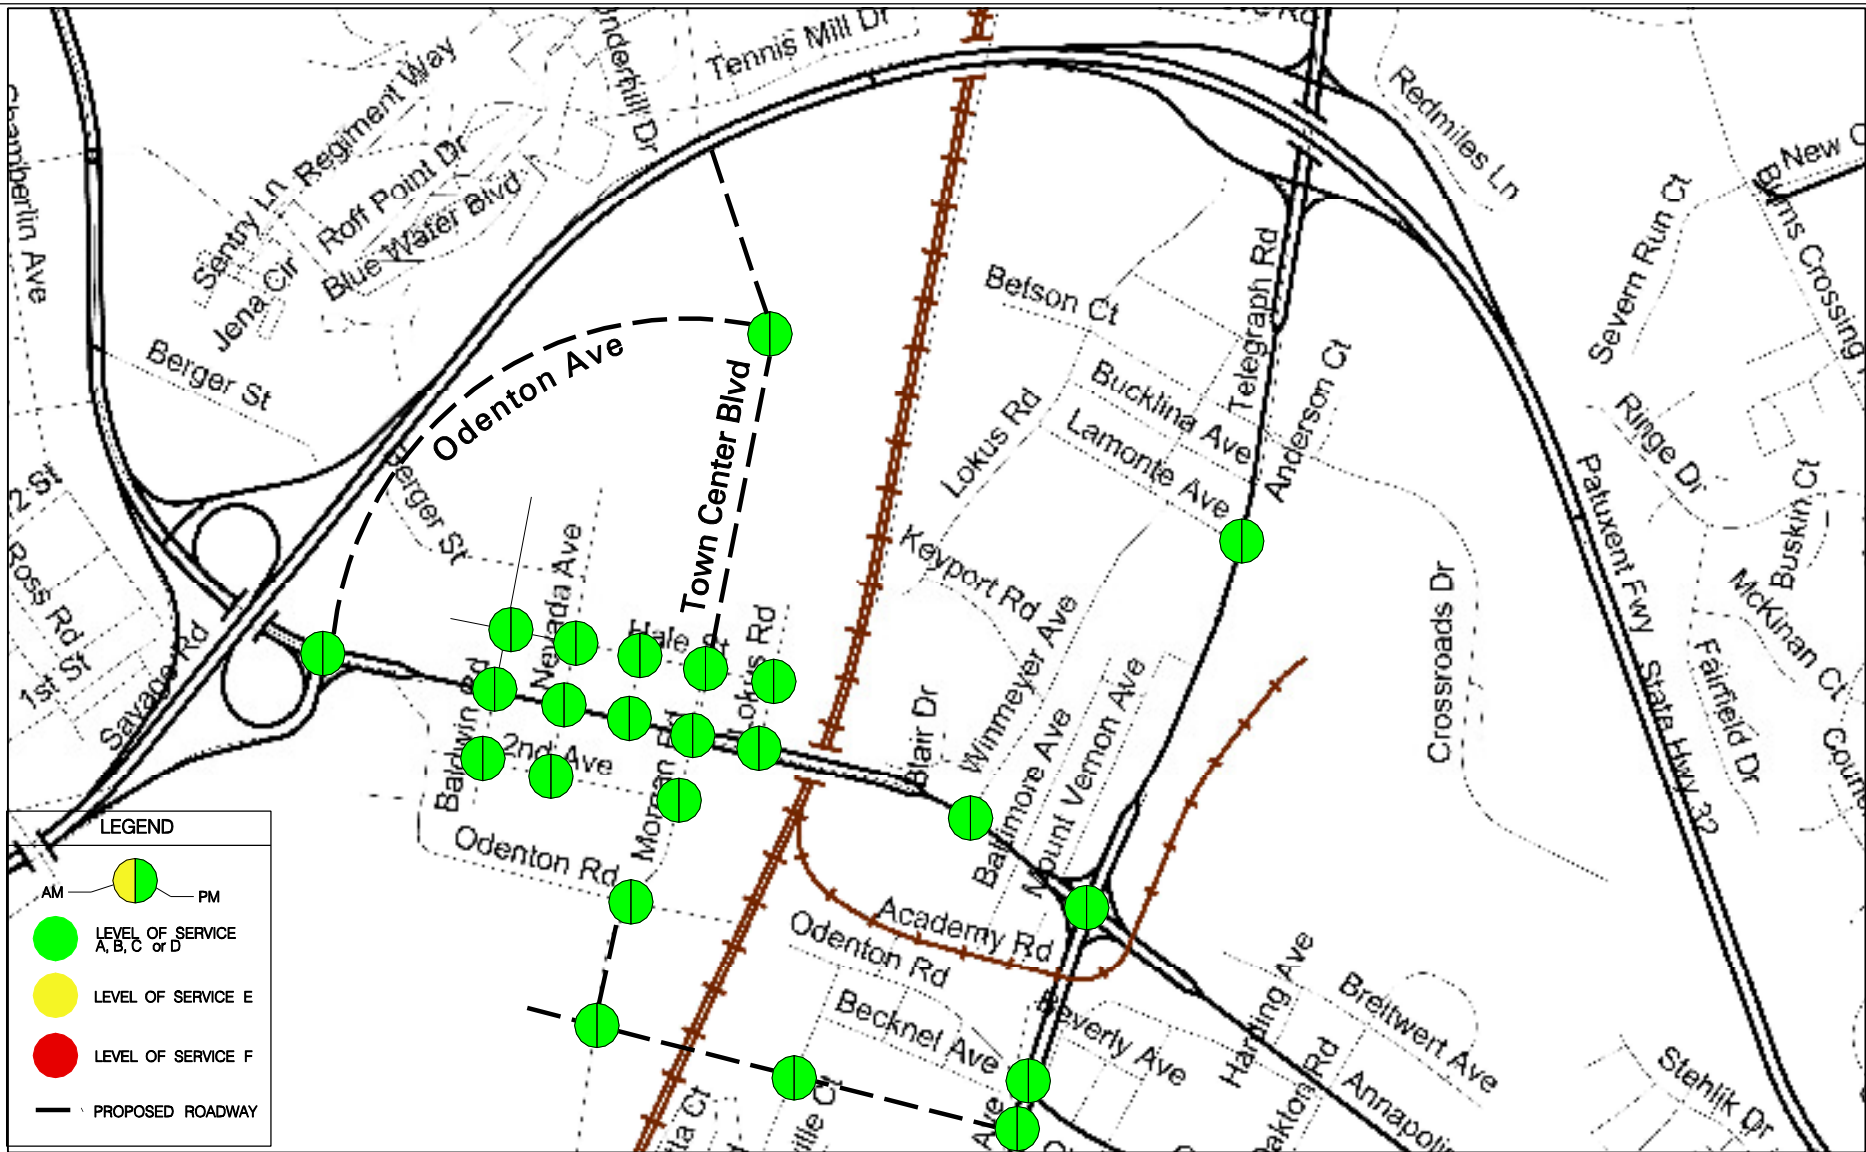 Tennis Mill Dr
Regiment Way
Redmiles Ln
New
Chamberlin Ave
Sentry Ln
Roff Point Dr
Blue Water Blvd
Jena Cir
Severn Run Ct
Burns Crossing
Telegraph Rd
Betson Ct
Berger St
Odenton Ave
Town Center Blvd
Bucklina Ave
Anderson Ct
Lokus Rd
Lamonte Ave
Ringe Dr
Patuxent Fwy
Buskin Ct
2 St
Ross Rd
1st St
Berger St
Nevada Ave
Keyport Rd
Hale St
Lokus Rd
Winmeyer Ave
Crossroads Dr
McKinan Ct
Fairfield Dr
State Hwy 32
Savage Rd
Baldwin Rd
2nd Ave
Morgan Rd
Blair Dr
Baltimore Ave
Mount Vernon Ave
Odenton Rd
Academy Rd
Odenton Rd
Becknel Ave
Beverly Ave
Harding Ave
Breitwert Ave
Oakton Rd
Annapolis
Stehlik Dr
ville Ct
Ave
LEGEND
AM
PM
LEVEL OF SERVICE
A, B, C or D
LEVEL OF SERVICE E
LEVEL OF SERVICE F
PROPOSED ROADWAY